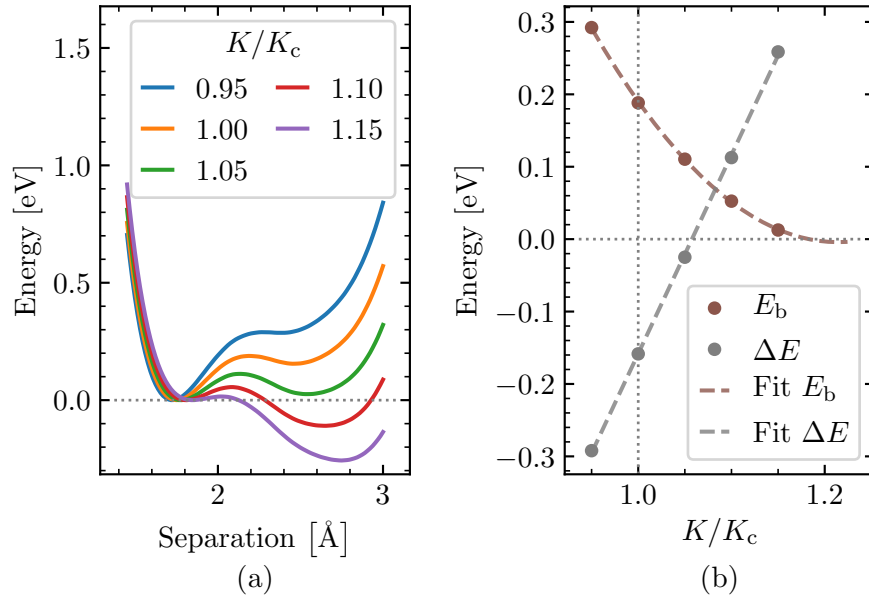 Energy [eV]
1.5
1.0
0.5
0.0
K/Kc
0.95
1.00
1.05
1.10
1.15
2
3
Separation [Å]
(a)
Energy [eV]
0.3
0.2
0.1
0.0
−0.1
−0.2
−0.3
Eb
ΔE
Fit Eb
Fit ΔE
1.0
1.2
K/Kc
(b)